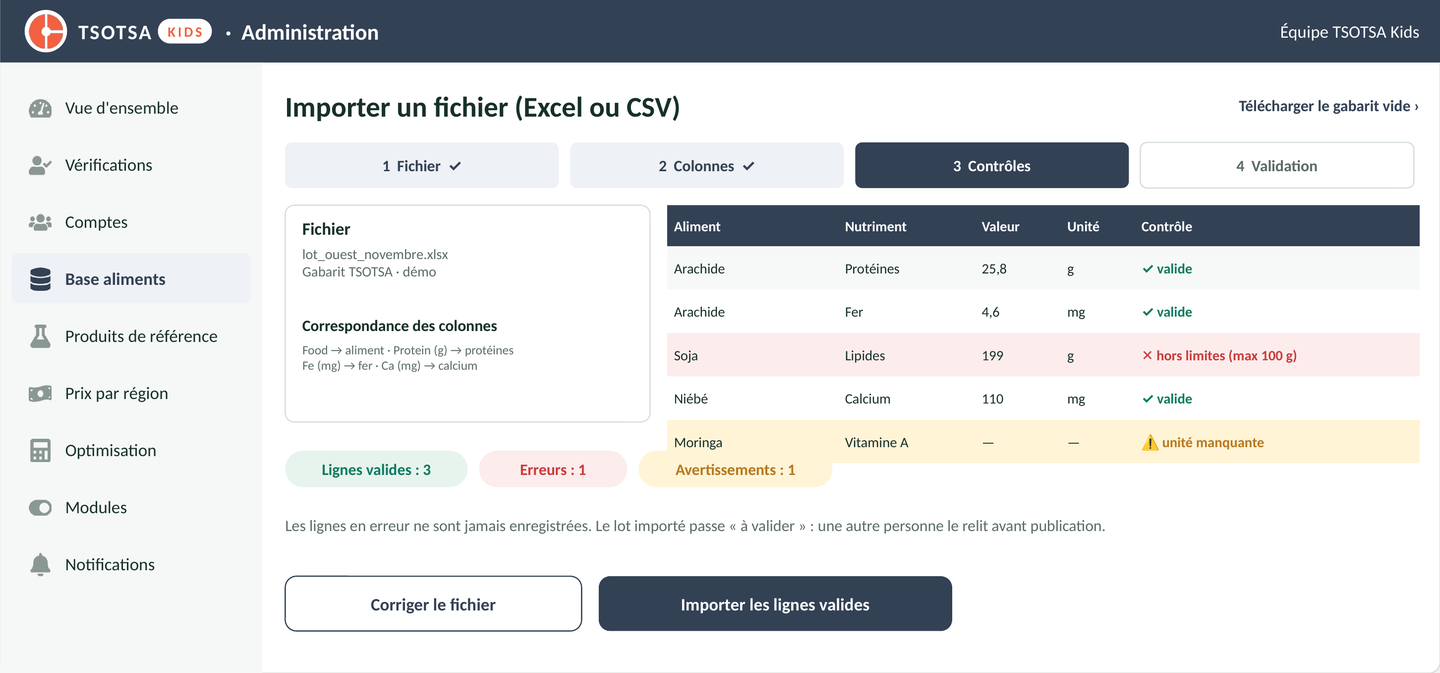 TSOTSA KIDS · Administration
Équipe TSOTSA Kids
Vue d'ensemble
Vérifications
Comptes
Base aliments
Produits de référence
Prix par région
Optimisation
Modules
Notifications
Importer un fichier (Excel ou CSV)
Télécharger le gabarit vide ›
1 Fichier ✓
2 Colonnes ✓
3 Contrôles
4 Validation
Fichier
lot_ouest_novembre.xlsx
Gabarit TSOTSA · démo
Correspondance des colonnes
Food → aliment · Protein (g) → protéines
Fe (mg) → fer · Ca (mg) → calcium
Aliment Nutriment Valeur Unité Contrôle
Arachide Protéines 25,8 g ✓ valide
Arachide Fer 4,6 mg ✓ valide
Soja Lipides 199 g ✕ hors limites (max 100 g)
Niébé Calcium 110 mg ✓ valide
Moringa Vitamine A — — ⚠ unité manquante
Lignes valides : 3
Erreurs : 1
Avertissements : 1
Les lignes en erreur ne sont jamais enregistrées. Le lot importé passe « à valider » : une autre personne le relit avant publication.
Corriger le fichier
Importer les lignes valides